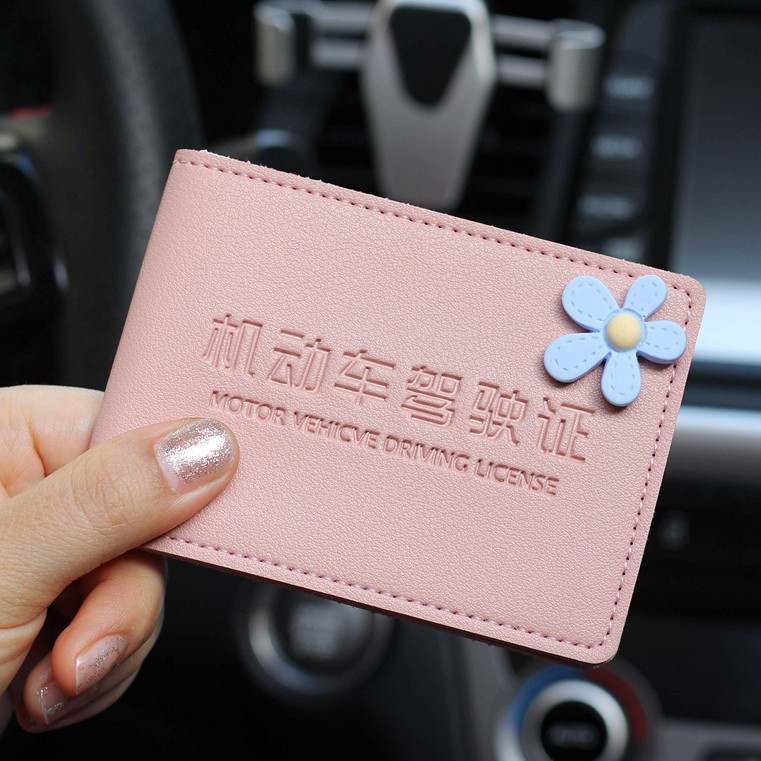 机动车驾驶证
MOTOR VEHICVE DRIVING LICENSE